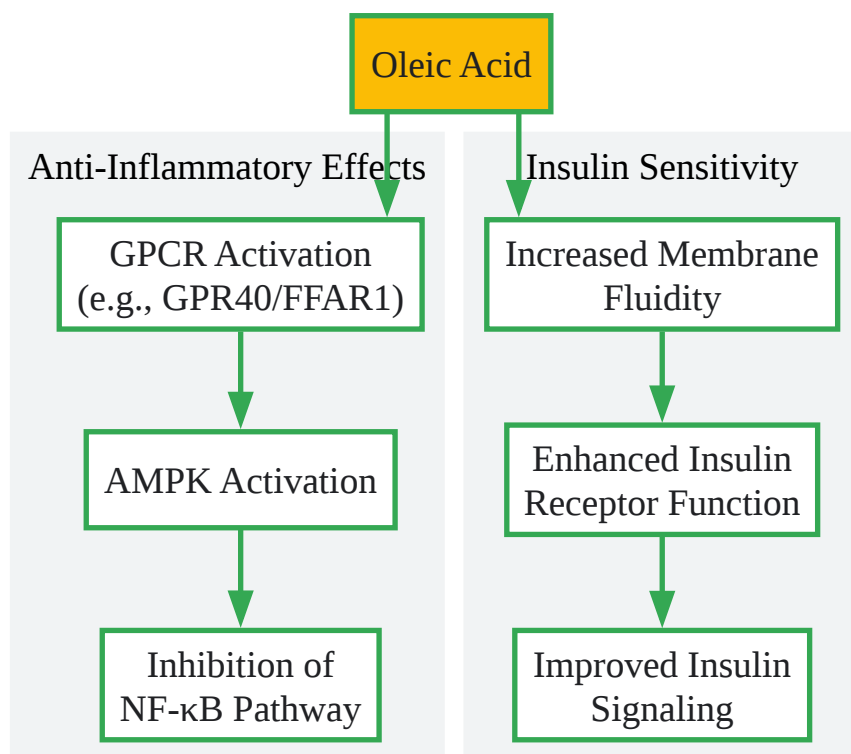 Oleic Acid
Anti-Inflammatory Effects
GPCR Activation
(e.g., GPR40/FFAR1)
AMPK Activation
Inhibition of
NF-κB Pathway
Insulin Sensitivity
Increased Membrane
Fluidity
Enhanced Insulin
Receptor Function
Improved Insulin
Signaling